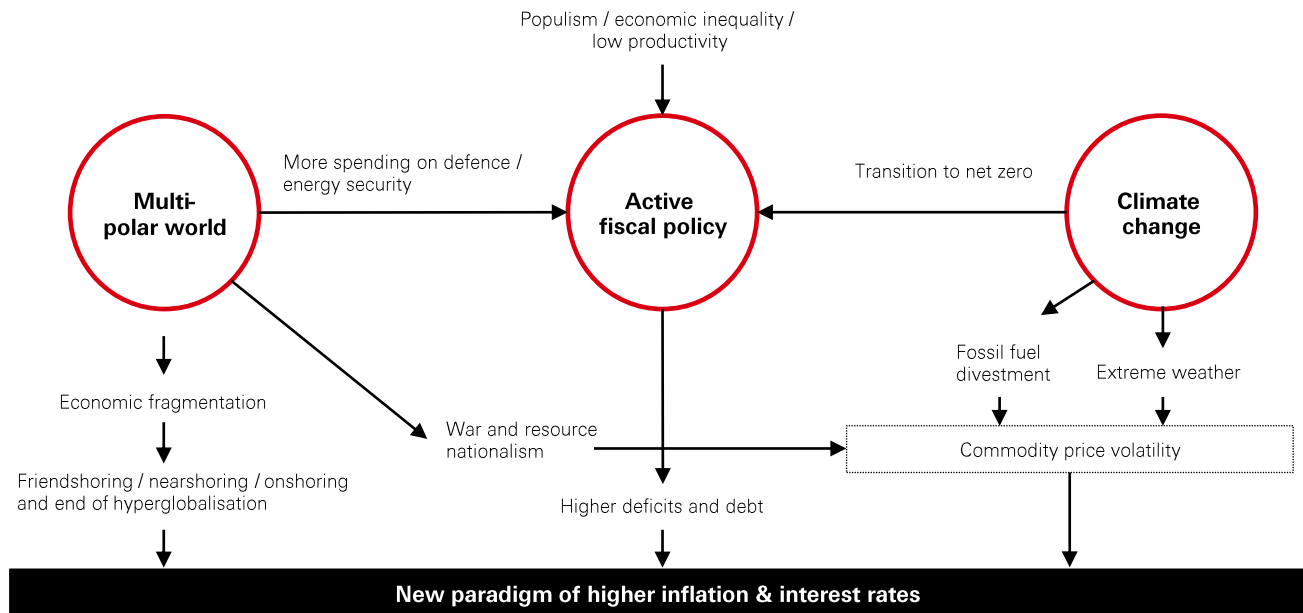 Populism / economic inequality /
low productivity
More spending on defence /
energy security
Transition to net zero
Multi-
polar world
Active
fiscal policy
Climate
change
Fossil fuel
divestment
Extreme weather
Economic fragmentation
War and resource
nationalism
Commodity price volatility
Friendshoring / nearshoring / onshoring
and end of hyperglobalisation
Higher deficits and debt
New paradigm of higher inflation & interest rates